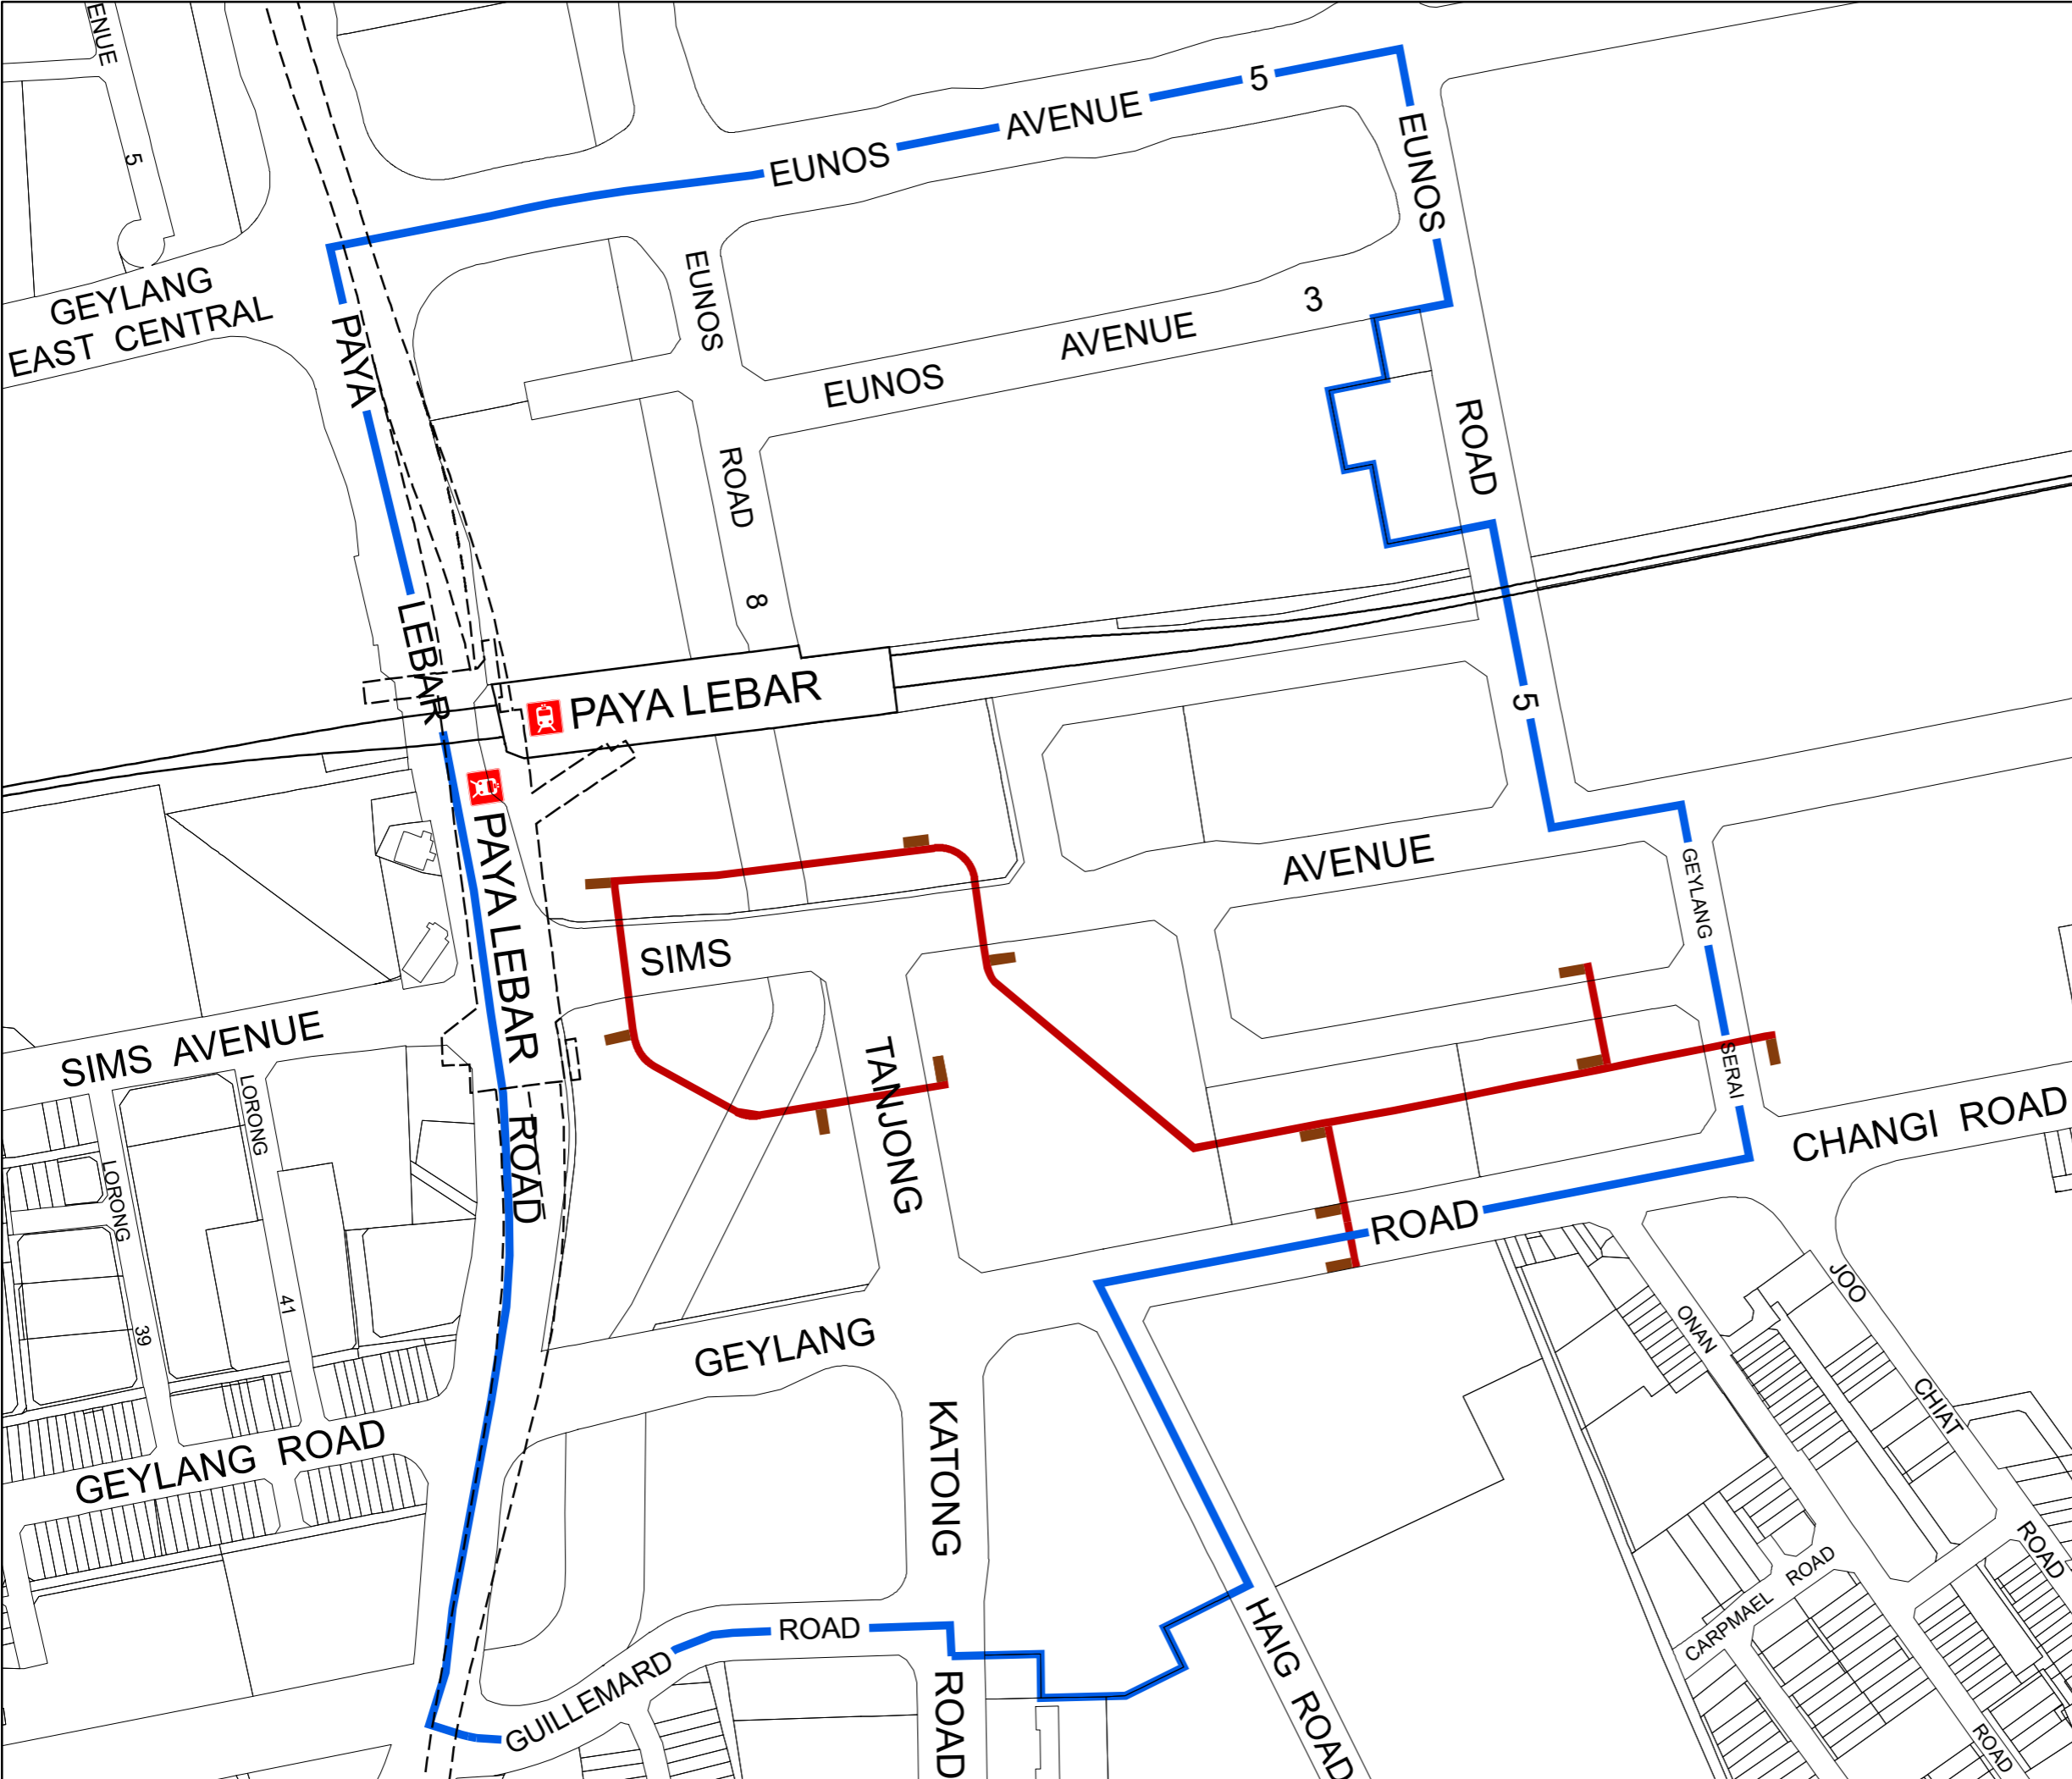 ENUE
5
GEYLANG
EAST CENTRAL
EUNOS
AVENUE
5
EUNOS
ROAD
5
PAYA
LEBAR
EUNOS
ROAD
8
EUNOS
AVENUE
3
PAYA LEBAR
PAYA LEBAR
ROAD
SIMS
AVENUE
GEYLANG
SERAI
SIMS AVENUE
LORONG
41
LORONG
39
TANJONG
KATONG
ROAD
CHANGI ROAD
GEYLANG
ROAD
GEYLANG ROAD
JOO
CHIAT
ROAD
ONAN
ROAD
CARPMAEL ROAD
HAIG ROAD
GUILLEMARD
ROAD